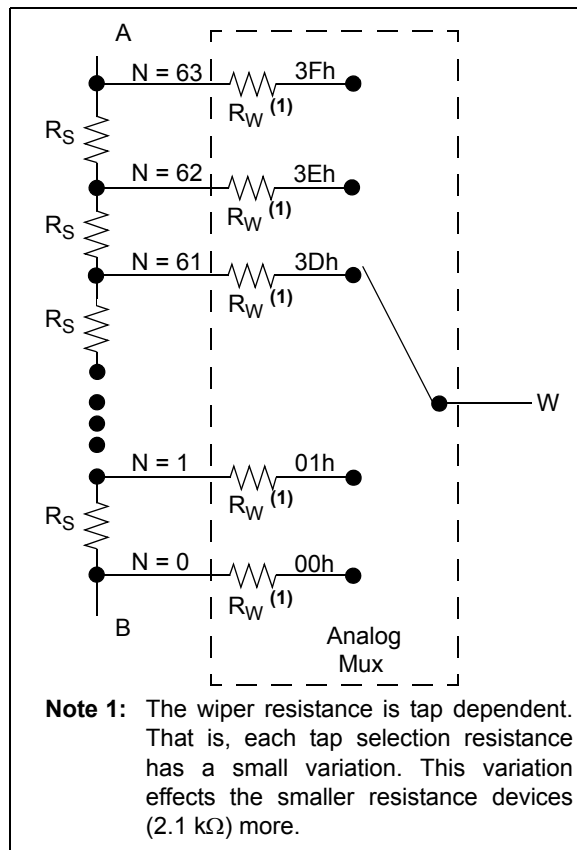 A
N = 63 3Fh
RW (1)
RS
N = 62 3Eh
RW (1)
RS
N = 61 3Dh
RW (1)
RS
W
N = 1 01h
RW (1)
RS
N = 0 00h
RW (1)
B
Analog
Mux
Note 1: The wiper resistance is tap dependent.
That is, each tap selection resistance
has a small variation. This variation
effects the smaller resistance devices
(2.1 kΩ) more.